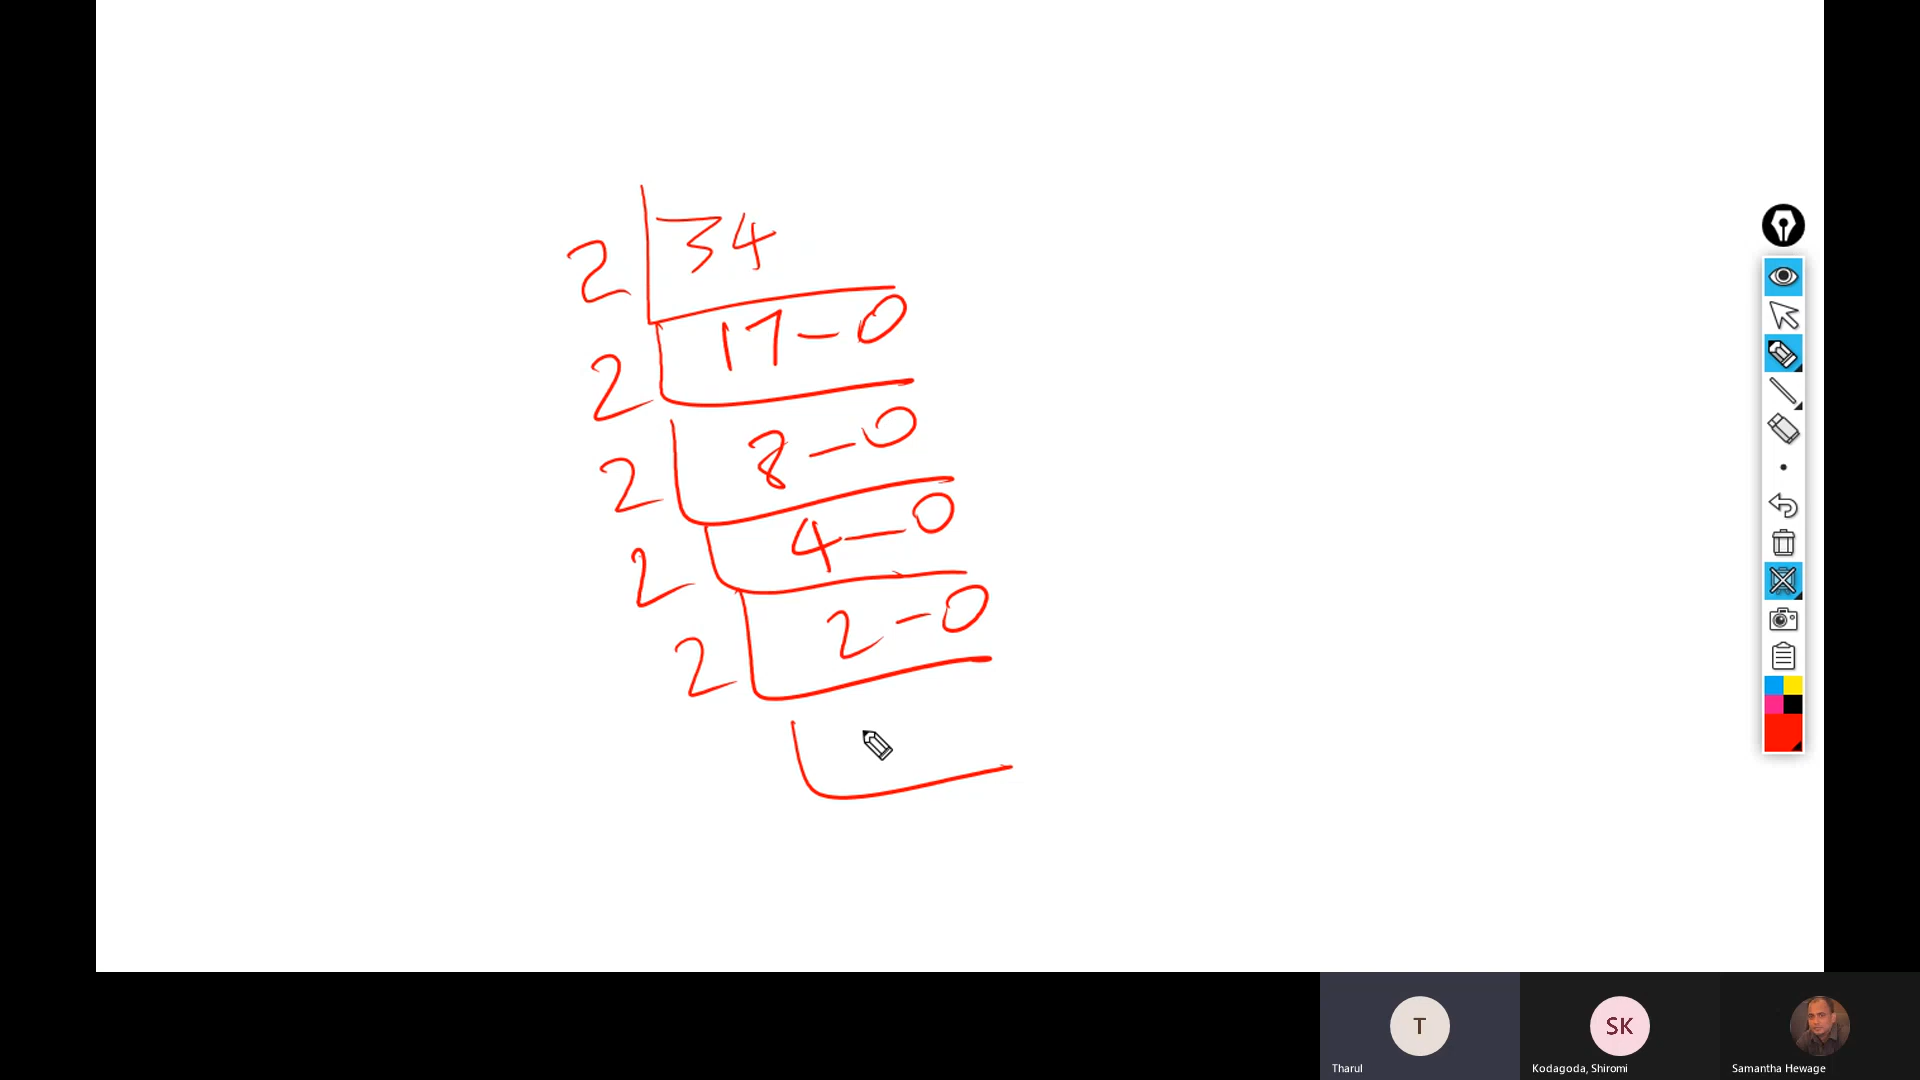 2 34
2 17-0
2 8-0
2 4-0
2 2-0
T
SK
Tharul
Kodagoda, Shiromi
Samantha Hewage